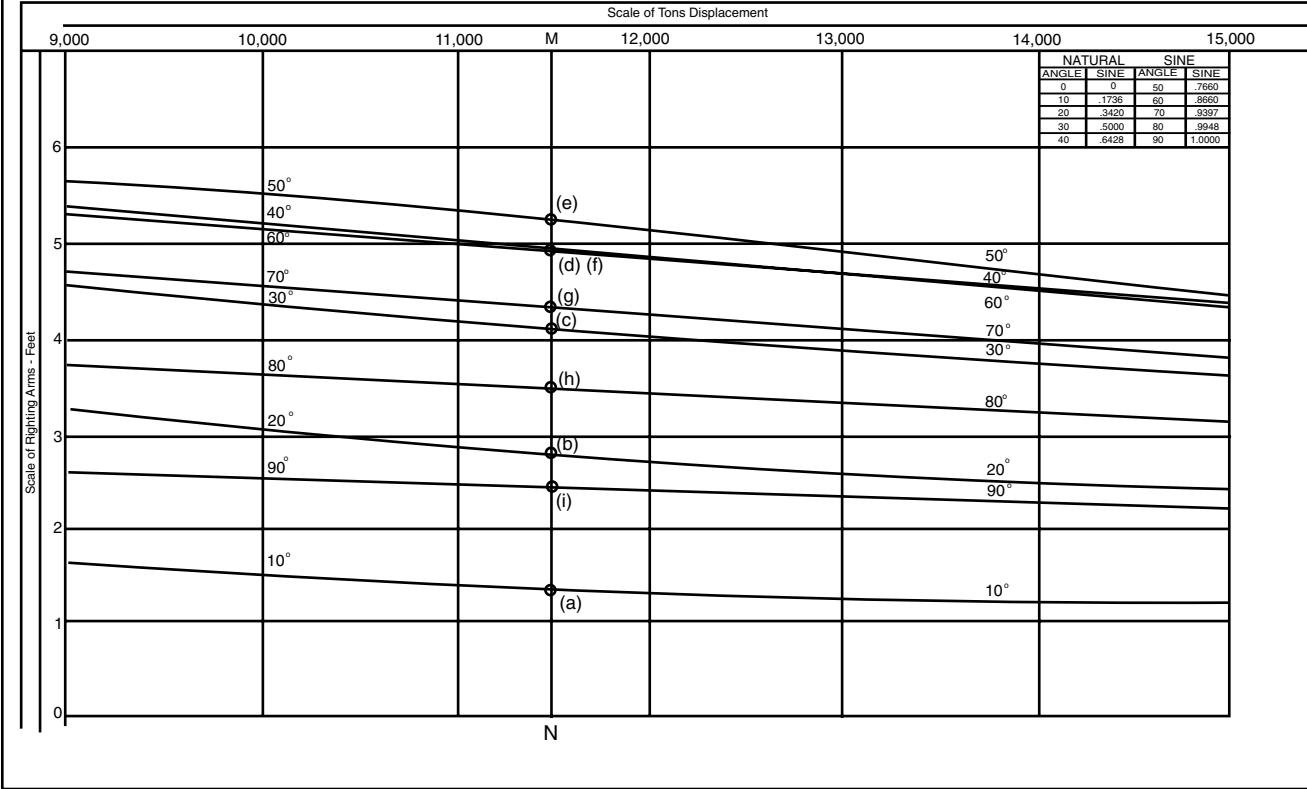 Scale of Tons Displacement
9,000 10,000 11,000 M 12,000 13,000 14,000 15,000
NATURAL SINE
ANGLE SINE ANGLE SINE
0 0 50 .7660
10 .1736 60 .8660
20 .3420 70 .9397
30 .5000 80 .9948
40 .6428 90 1.0000
Scale of Righting Arms - Feet
6
50° (e)
40°
60°
5
50°
(d) (f)
40°
60°
70°
30°
(g)
(c)
70°
30°
4
80°
(h)
80°
20°
3
(b)
90°
20°
90°
(i)
2
10°
10°
(a)
1
0
N